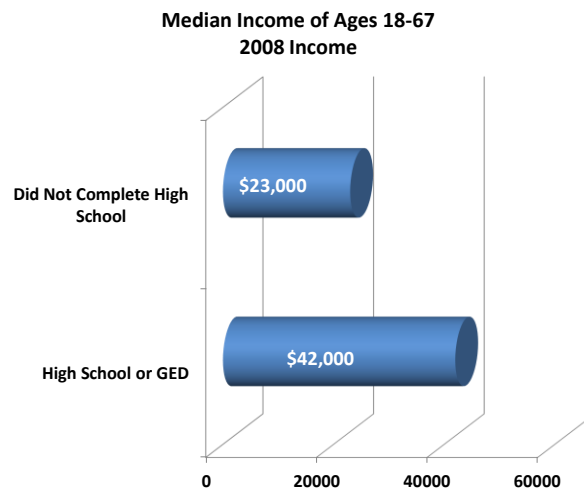 Median Income of Ages 18-67
2008 Income
Did Not Complete High
School
$23,000
High School or GED
$42,000
0
20000
40000
60000